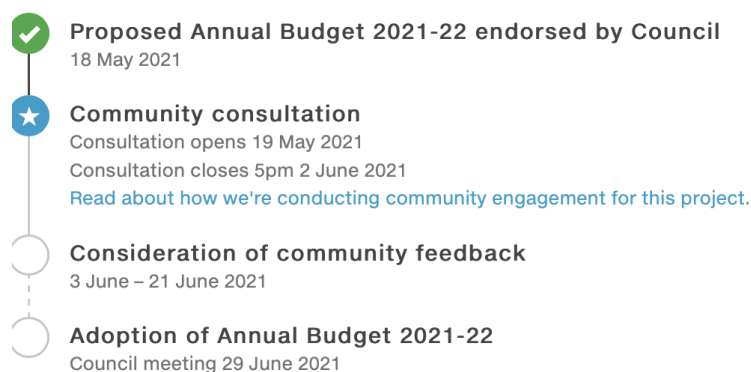 Proposed Annual Budget 2021-22 endorsed by Council
18 May 2021
Community consultation
Consultation opens 19 May 2021
Consultation closes 5pm 2 June 2021
Read about how we're conducting community engagement for this project.
Consideration of community feedback
3 June – 21 June 2021
Adoption of Annual Budget 2021-22
Council meeting 29 June 2021